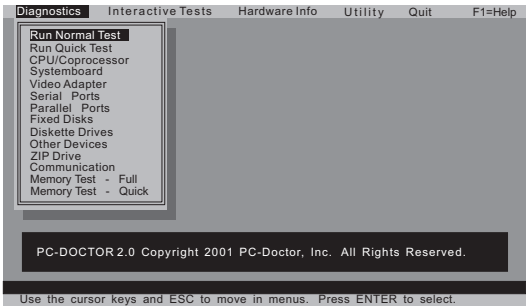 Diagnostics Interactive Tests Hardware Info Utility Quit F1=Help
Run Normal Test
Run Quick Test
CPU/Coprocessor
Systemboard
Video Adapter
Serial Ports
Parallel Ports
Fixed Disks
Diskette Drives
Other Devices
ZIP Drive
Communication
Memory Test - Full
Memory Test - Quick
PC-DOCTOR 2.0 Copyright 2001 PC-Doctor, Inc. All Rights Reserved.
Use the cursor keys and ESC to move in menus. Press ENTER to select.